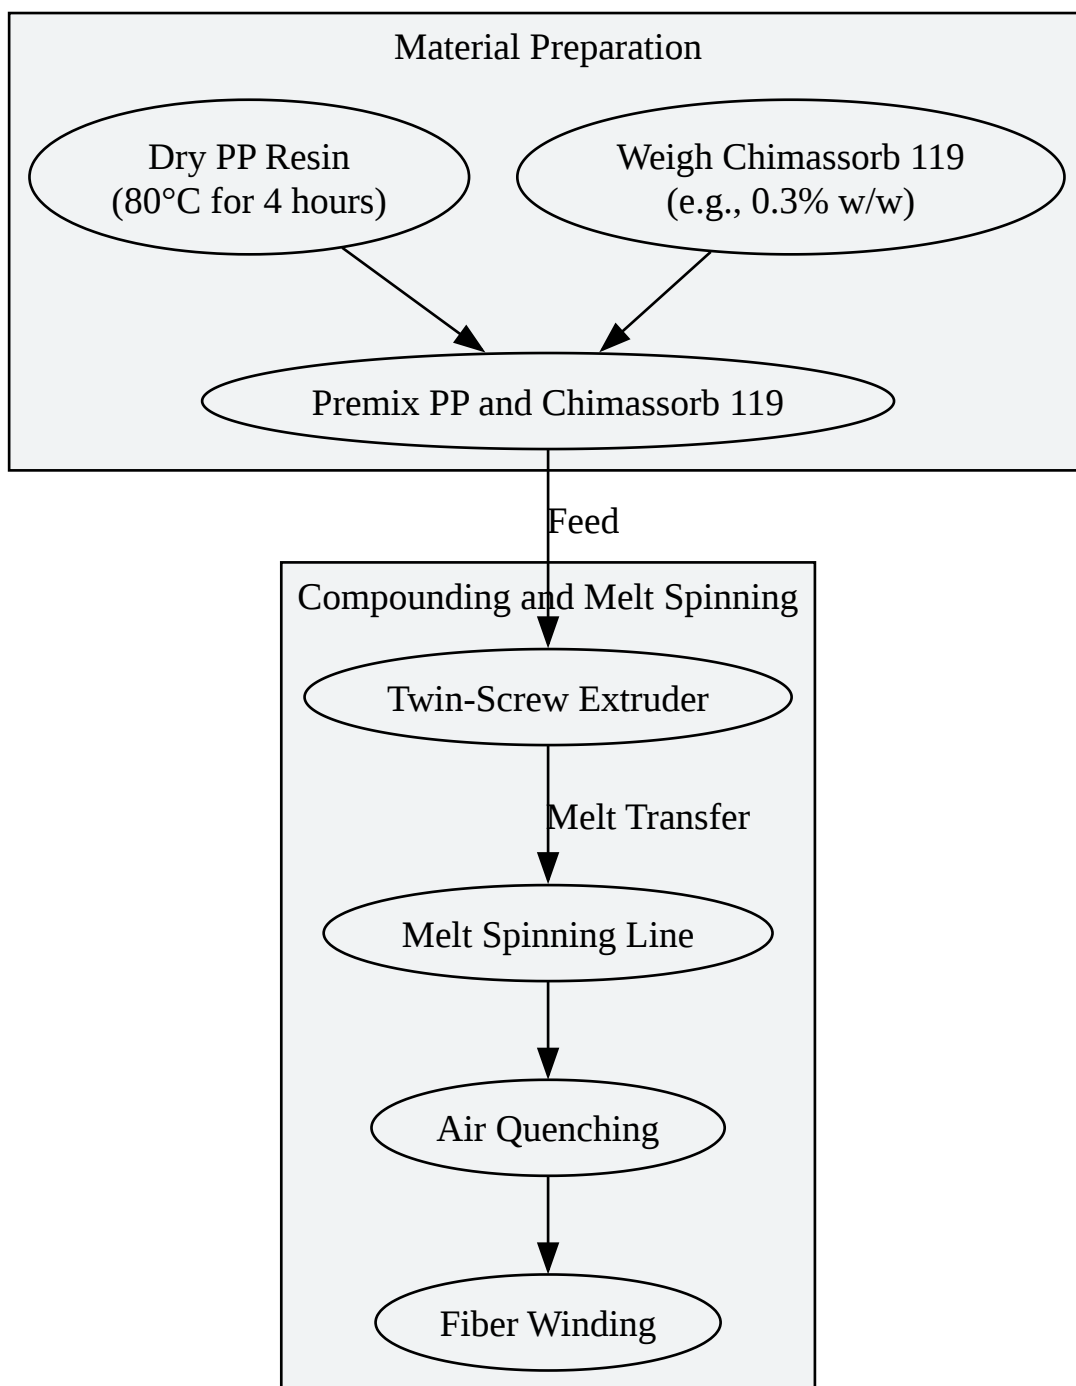 Material Preparation
Dry PP Resin
(80°C for 4 hours)
Weigh Chimassorb 119
(e.g., 0.3% w/w)
Premix PP and Chimassorb 119
Feed
Compounding and Melt Spinning
Twin-Screw Extruder
Melt Transfer
Melt Spinning Line
Air Quenching
Fiber Winding